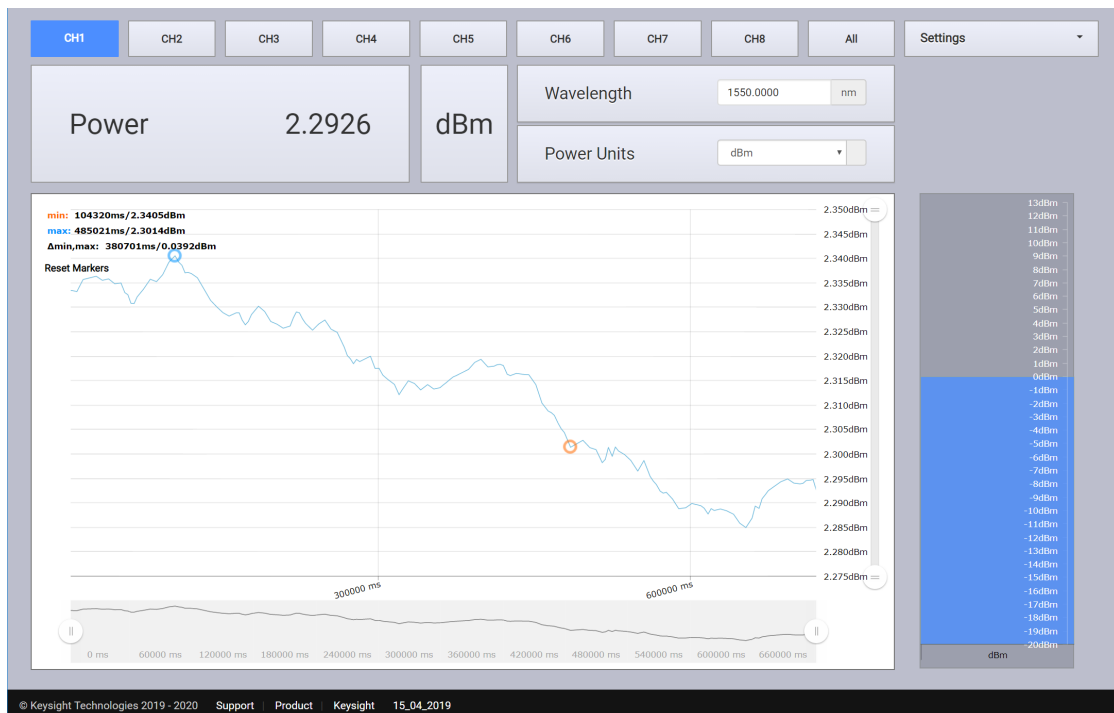 CH1 CH2 CH3 CH4 CH5 CH6 CH7 CH8 All Settings
Power 2.2926 dBm
Wavelength 1550.0000 nm
Power Units dBm
min: 104320ms/2.3405dBm
max: 485021ms/2.3014dBm
Δmin,max: 380701ms/0.0392dBm
Reset Markers
2.350dBm
2.345dBm
2.340dBm
2.335dBm
2.330dBm
2.325dBm
2.320dBm
2.315dBm
2.310dBm
2.305dBm
2.300dBm
2.295dBm
2.290dBm
2.285dBm
2.280dBm
2.275dBm
300000 ms 600000 ms
0 ms 60000 ms 120000 ms 180000 ms 240000 ms 300000 ms 360000 ms 420000 ms 480000 ms 540000 ms 600000 ms 660000 ms
13dBm
12dBm
11dBm
10dBm
9dBm
8dBm
7dBm
6dBm
5dBm
4dBm
3dBm
2dBm
1dBm
0dBm
-1dBm
-2dBm
-3dBm
-4dBm
-5dBm
-6dBm
-7dBm
-8dBm
-9dBm
-10dBm
-11dBm
-12dBm
-13dBm
-14dBm
-15dBm
-16dBm
-17dBm
-18dBm
-19dBm
-20dBm
dBm
© Keysight Technologies 2019 - 2020 Support | Product | Keysight 15_04_2019